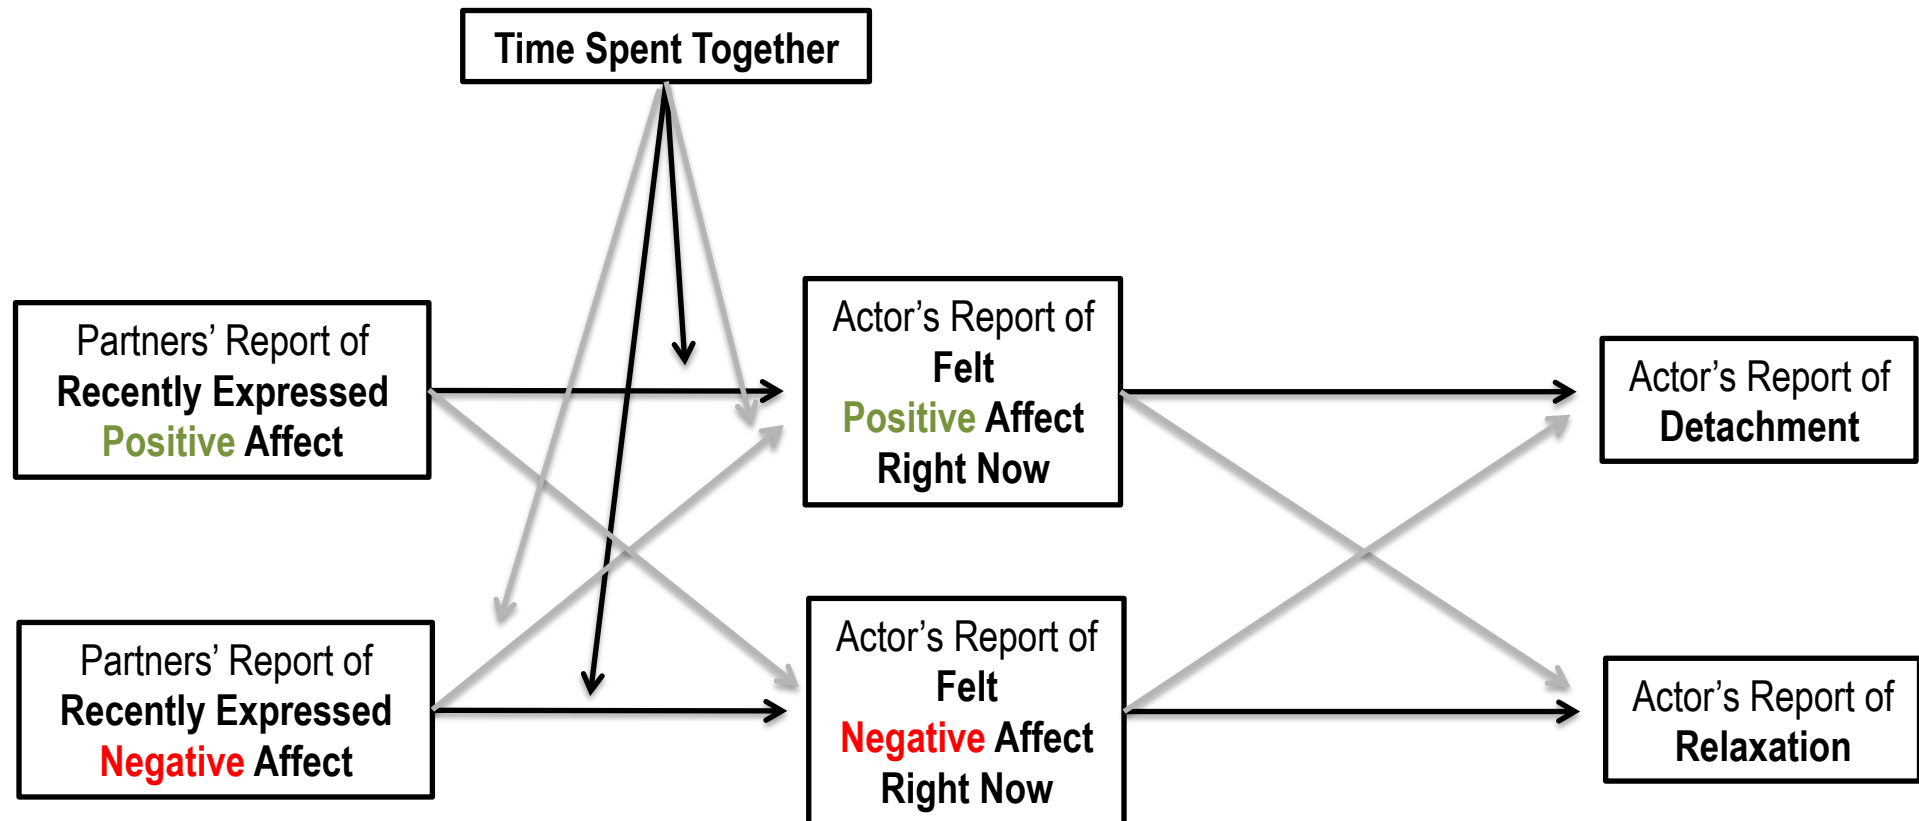 Time Spent Together
Partners’ Report of
Recently Expressed
Positive Affect
Actor’s Report of
Felt
Positive Affect
Right Now
Actor’s Report of
Detachment
Partners’ Report of
Recently Expressed
Negative Affect
Actor’s Report of
Felt
Negative Affect
Right Now
Actor’s Report of
Relaxation